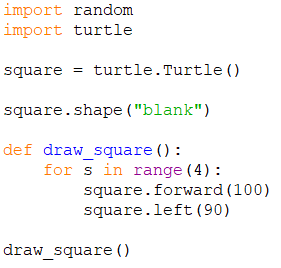 import random
import turtle
square = turtle.Turtle()
square.shape("blank")
def draw_square():
    for s in range(4):
        square.forward(100)
        square.left(90)
draw_square()